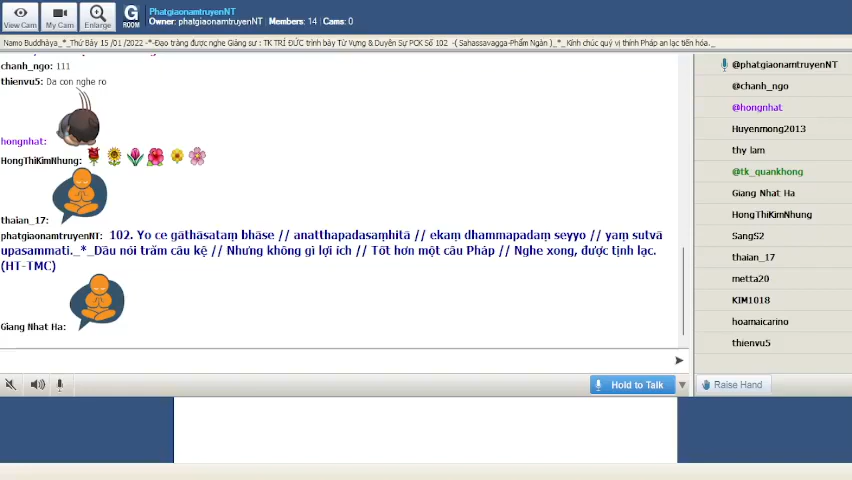 View Cam
My Cam
Enlarge
G
ROOM
PhatgiaonamtruyenNT
Owner: phatgiaonamtruyenNT | Members: 14 | Cams: 0
Namo Buddhàya_*_Thứ Bảy 15 /01 /2022 -*-Đạo tràng được nghe Giảng sư : TK TRÍ ĐỨC trình bày Từ Vựng & Duyên Sự PCK Số 102 -( Sahassavagga-Phẩm Ngàn )_*_Kính chúc quý vị thính Pháp an lạc tiến hóa._
chanh_ngo: 111
thienvu5: Da con nghe ro
hongnhat:
HongThiKimNhung:
thaian_17:
phatgiaonamtruyenNT: 102. Yo ce gāthāsataṃ bhāse // anatthapadasaṃhitā // ekaṃ dhammapadaṃ seyyo // yaṃ sutvā
upasammati._*_Dầu nói trăm câu kệ // Nhưng không gì lợi ích // Tốt hơn một câu Pháp // Nghe xong, được tịnh lạc.
(HT-TMC)
Giang Nhat Ha:
@phatgiaonamtruyenNT
@chanh_ngo
@hongnhat
Huyenmong2013
thy lam
@tk_quankhong
Giang Nhat Ha
HongThiKimNhung
SangS2
thaian_17
metta20
KIM1018
hoamaicarino
thienvu5
Hold to Talk
Raise Hand